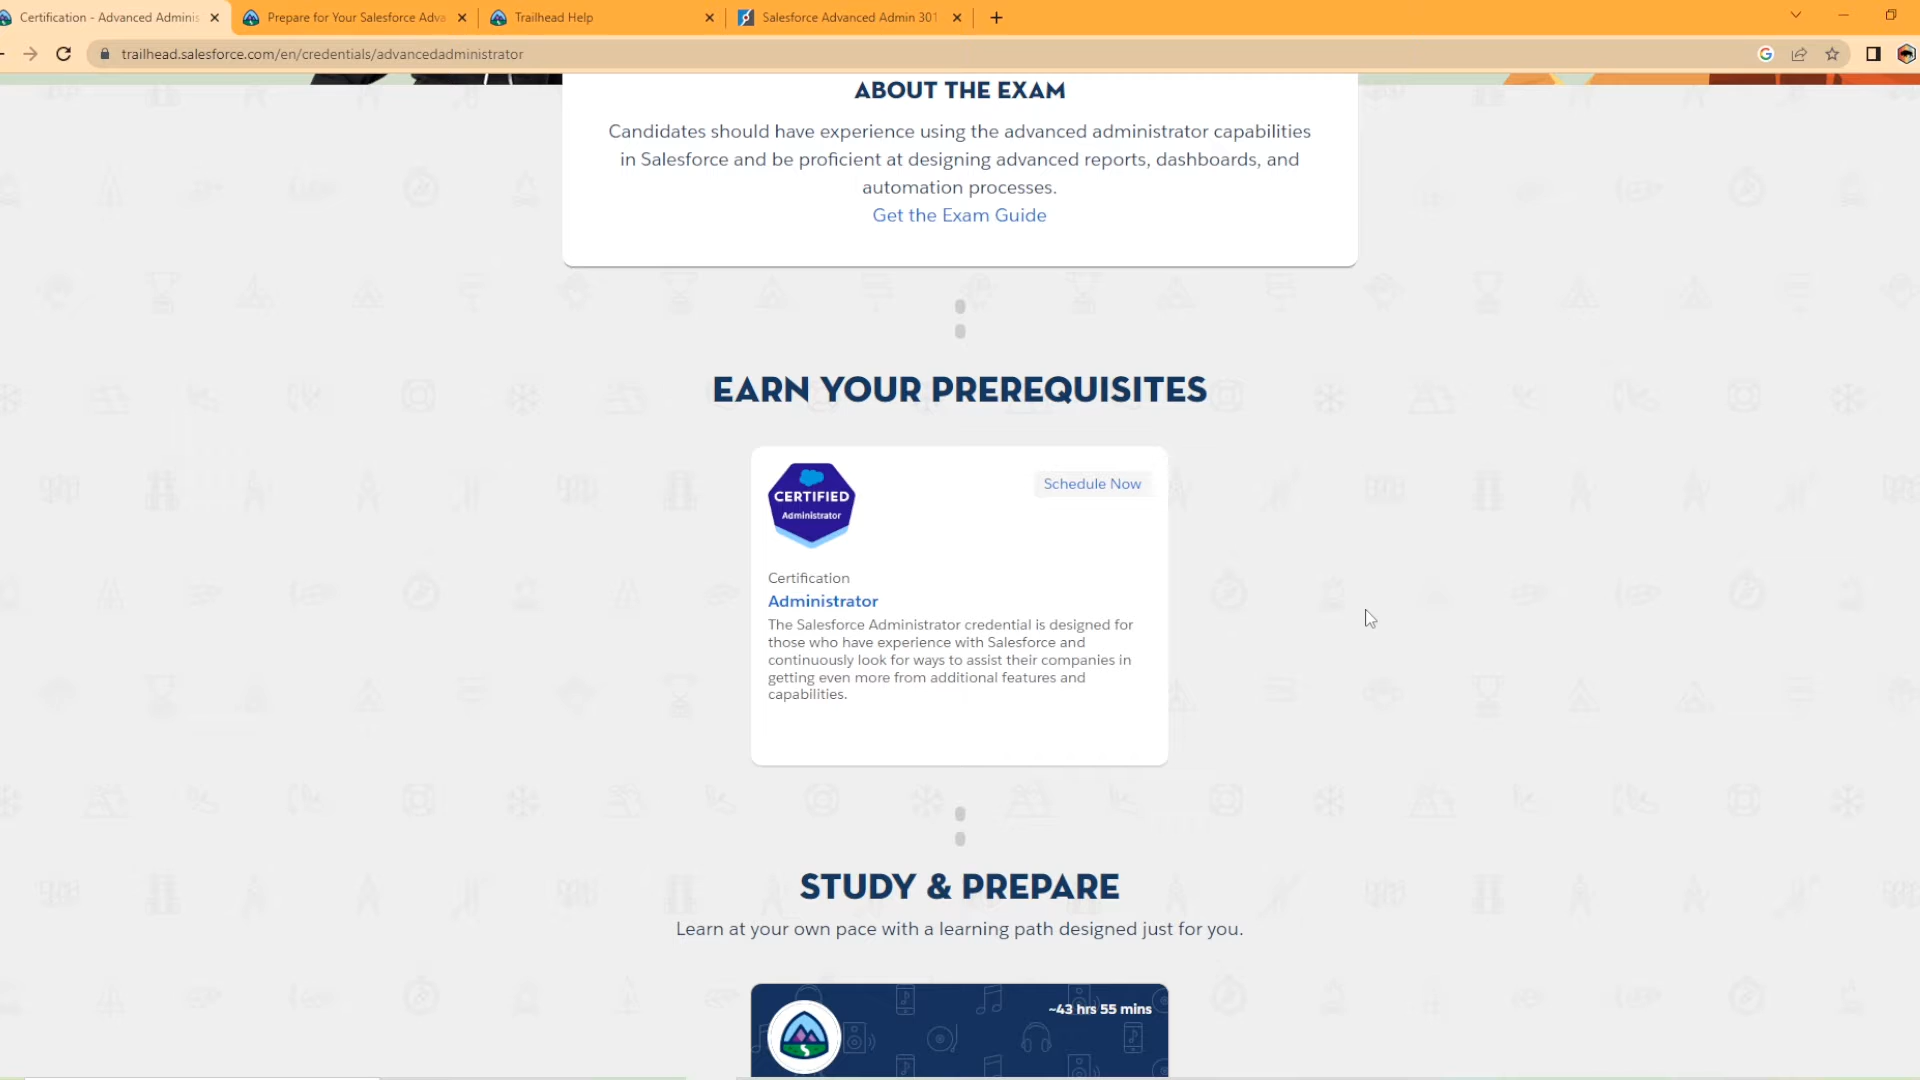 Certification - Advanced Adminis
Prepare for Your Salesforce Adva
Trailhead Help
Salesforce Advanced Admin 301
trailhead.salesforce.com/en/credentials/advancedadministrator
ABOUT THE EXAM
Candidates should have experience using the advanced administrator capabilities
in Salesforce and be proficient at designing advanced reports, dashboards, and
automation processes.
Get the Exam Guide
EARN YOUR PREREQUISITES
CERTIFIED
Administrator
Schedule Now
Certification
Administrator
The Salesforce Administrator credential is designed for
those who have experience with Salesforce and
continuously look for ways to assist their companies in
getting even more from additional features and
capabilities.
STUDY & PREPARE
Learn at your own pace with a learning path designed just for you.
~43 hrs 55 mins